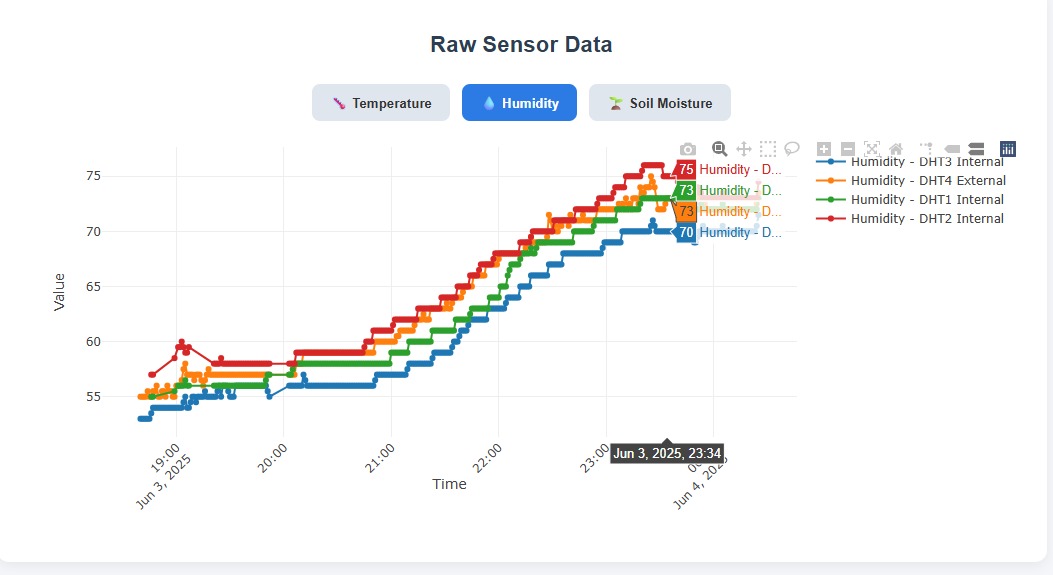 Raw Sensor Data
Temperature
Humidity
Soil Moisture
Humidity - DHT3 Internal
Humidity - DHT4 External
Humidity - DHT1 Internal
Humidity - DHT2 Internal
75 Humidity - D...
73 Humidity - D...
73 Humidity - D...
70 Humidity - D...
75
70
65
60
55
Value
19:00
Jun 3, 2025
20:00
21:00
22:00
23:00
Jun 3, 2025, 23:34
Jun 4, 2025
Time